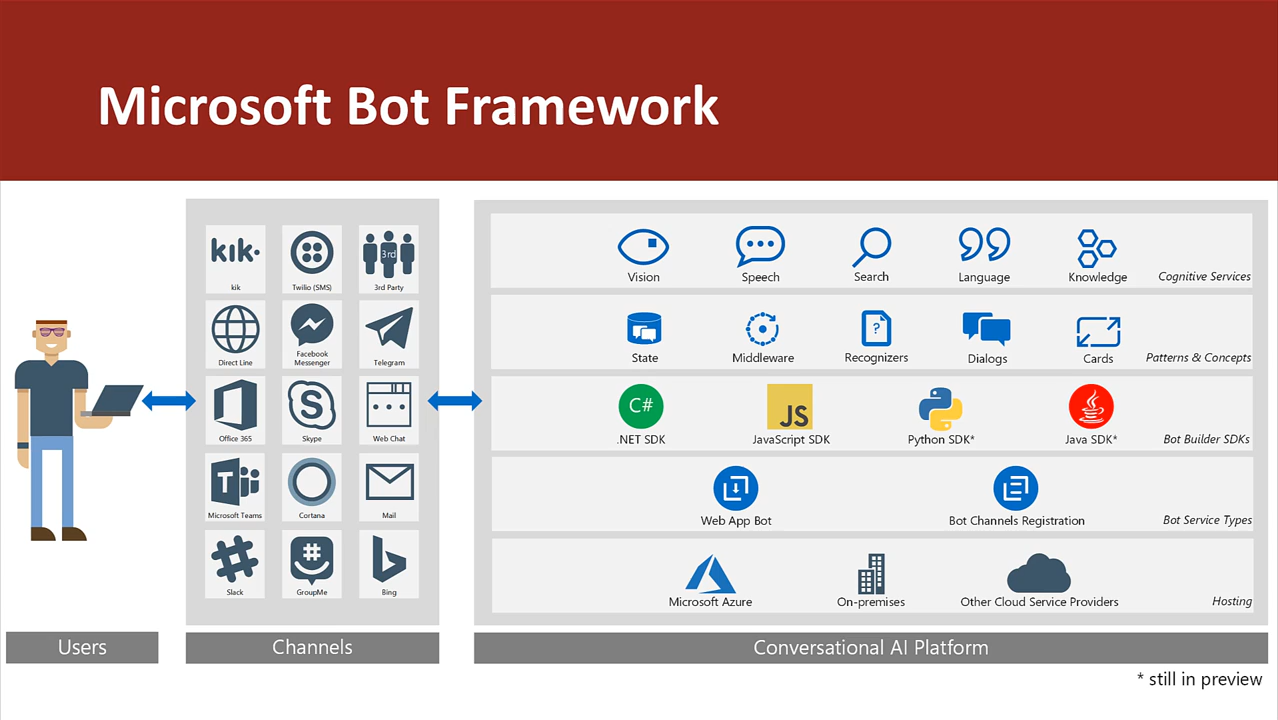 Microsoft Bot Framework
kik·
3rd
kik
Twilio (SMS)
3rd Party
Direct Line
Facebook
Messenger
Telegram
S
Office 365
Skype
Web Chat
T
Microsoft Teams
Cortana
Mail
#
Slack
GroupMe
Bing
Vision
Speech
Search
Language
Knowledge
Cognitive Services
?
State
Middleware
Recognizers
Dialogs
Cards
Patterns & Concepts
C#
JS
.NET SDK
JavaScript SDK
Python SDK*
Java SDK*
Bot Builder SDKs
Web App Bot
Bot Channels Registration
Bot Service Types
Microsoft Azure
On-premises
Other Cloud Service Providers
Hosting
Users
Channels
Conversational AI Platform
* still in preview